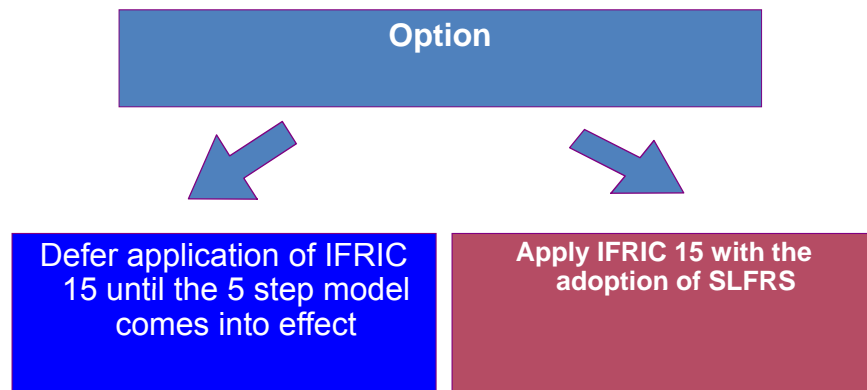 Option
Defer application of IFRIC
15 until the 5 step model
comes into effect
Apply IFRIC 15 with the
adoption of SLFRS